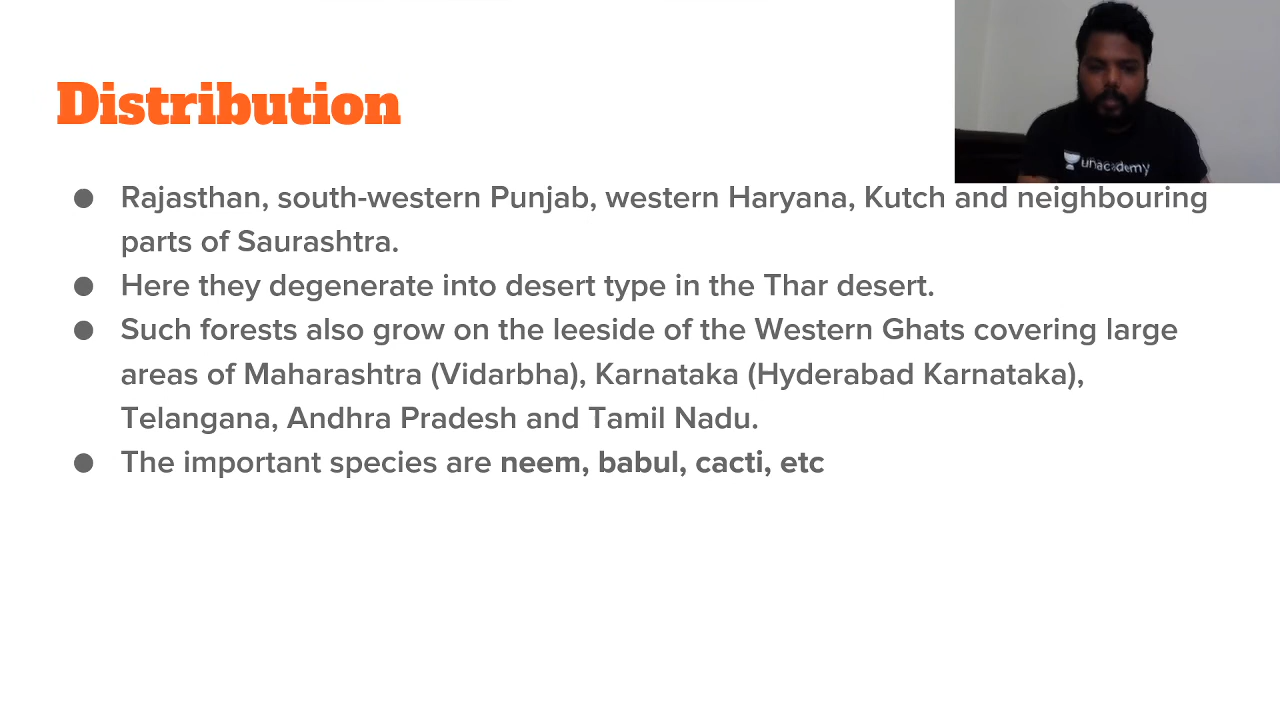 Distribution
unacademy
● Rajasthan, south-western Punjab, western Haryana, Kutch and neighbouring
parts of Saurashtra.
● Here they degenerate into desert type in the Thar desert.
● Such forests also grow on the leeside of the Western Ghats covering large
areas of Maharashtra (Vidarbha), Karnataka (Hyderabad Karnataka),
Telangana, Andhra Pradesh and Tamil Nadu.
● The important species are neem, babul, cacti, etc